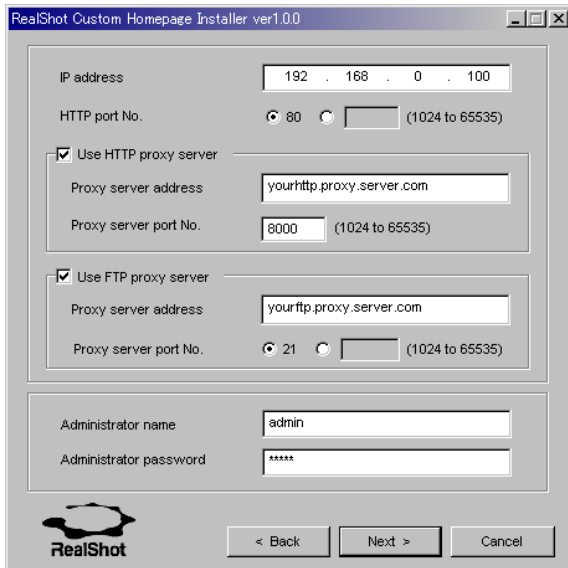 RealShot Custom Homepage Installer ver1.0.0
IP address 192 . 168 . 0 . 100
HTTP port No. 80 (1024 to 65535)
Use HTTP proxy server
Proxy server address yourhttp.proxy.server.com
Proxy server port No. 8000 (1024 to 65535)
Use FTP proxy server
Proxy server address yourftp.proxy.server.com
Proxy server port No. 21 (1024 to 65535)
Administrator name admin
Administrator password *****
RealShot
< Back Next > Cancel